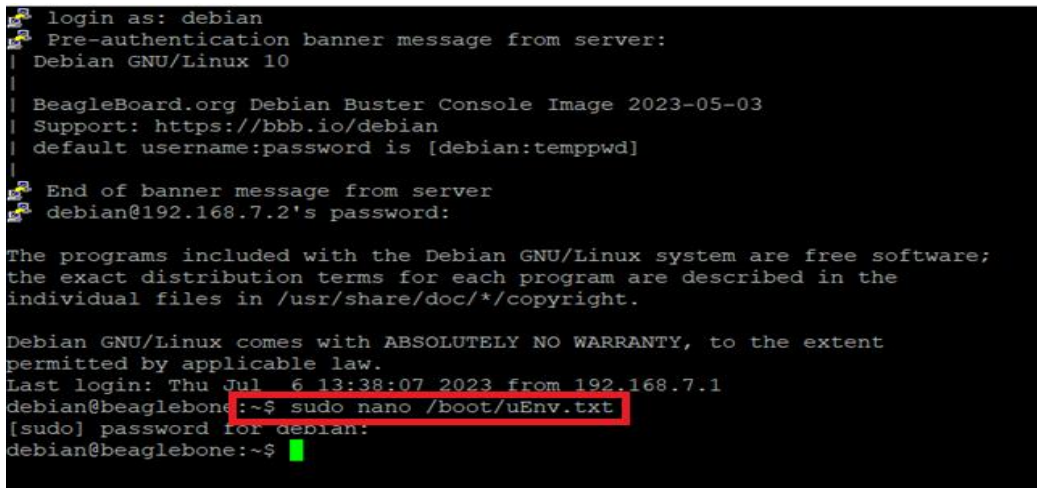 login as: debian
Pre-authentication banner message from server:
| Debian GNU/Linux 10
|
| BeagleBoard.org Debian Buster Console Image 2023-05-03
| Support: https://bbb.io/debian
| default username:password is [debian:temppwd]
|
End of banner message from server
debian@192.168.7.2's password:
The programs included with the Debian GNU/Linux system are free software;
the exact distribution terms for each program are described in the
individual files in /usr/share/doc/*/copyright.
Debian GNU/Linux comes with ABSOLUTELY NO WARRANTY, to the extent
permitted by applicable law.
Last login: Thu Jul  6 13:38:07 2023 from 192.168.7.1
debian@beaglebone:~$ sudo nano /boot/uEnv.txt
[sudo] password for debian:
debian@beaglebone:~$